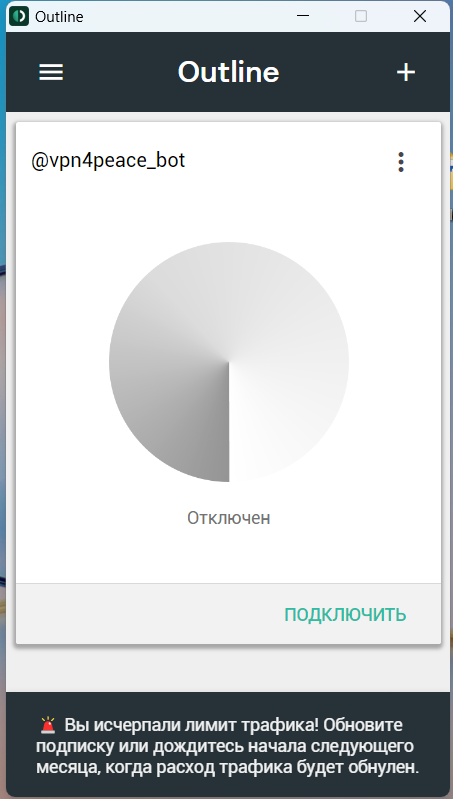 Outline
Outline
@vpn4peace_bot
Отключен
ПОДКЛЮЧИТЬ
🚨 Вы исчерпали лимит трафика! Обновите
подписку или дождитесь начала следующего
месяца, когда расход трафика будет обнулен.